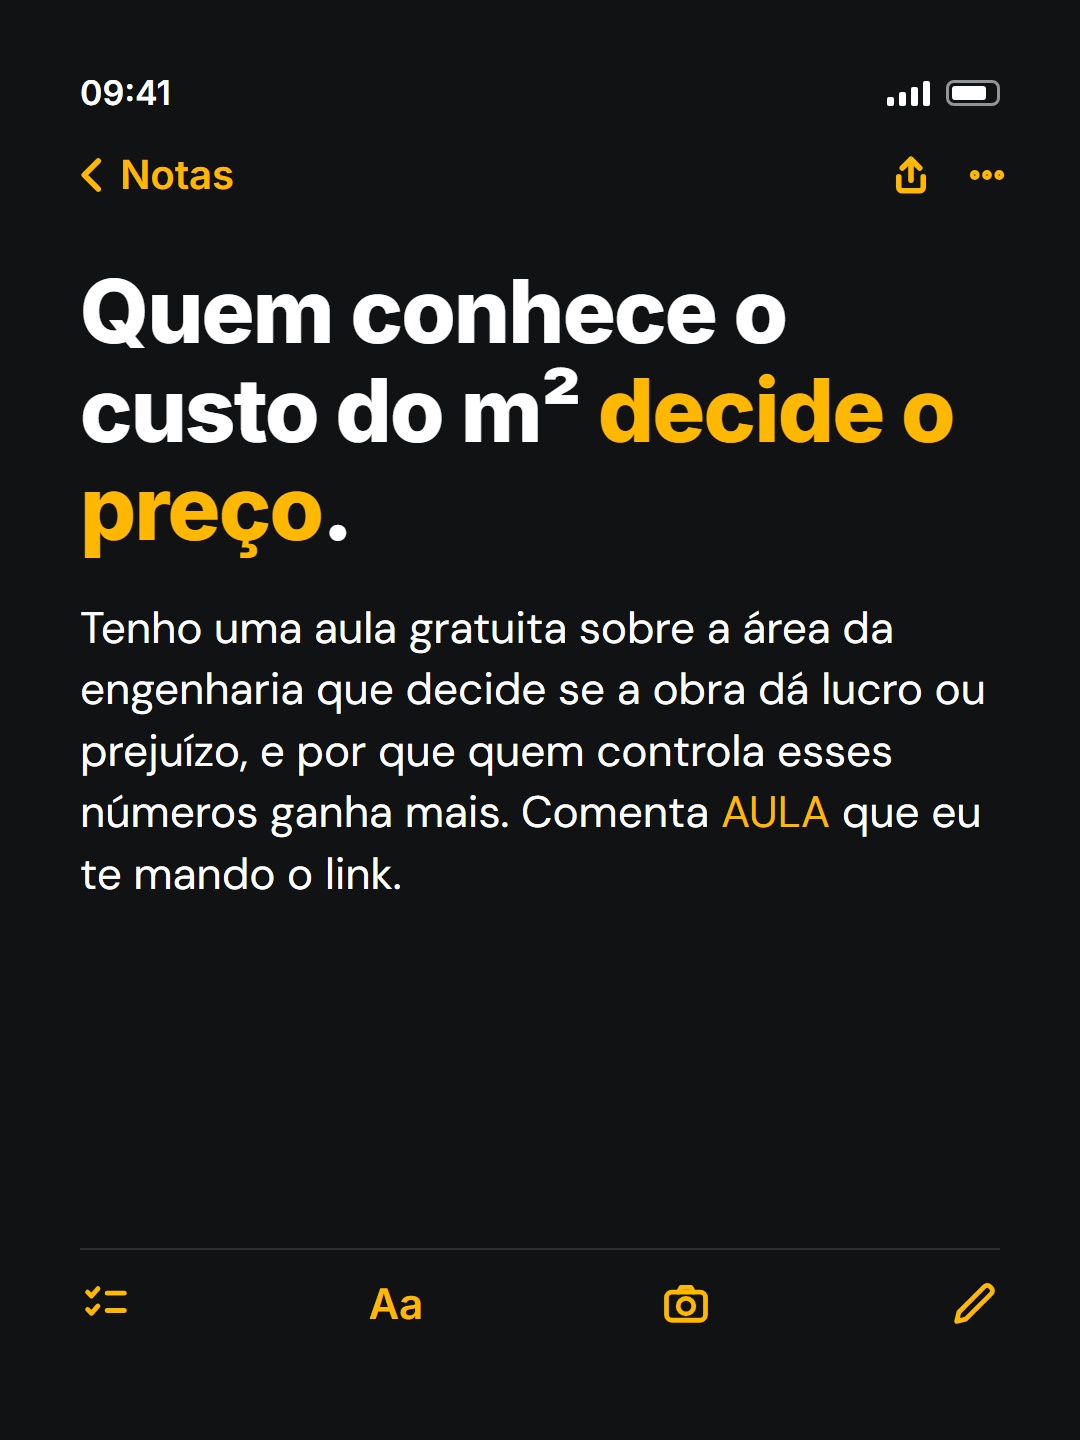 09:41
Notas
Quem conhece o
custo do m² decide o
preço.
Tenho uma aula gratuita sobre a área da
engenharia que decide se a obra dá lucro ou
prejuízo, e por que quem controla esses
números ganha mais. Comenta AULA que eu
te mando o link.
Aa